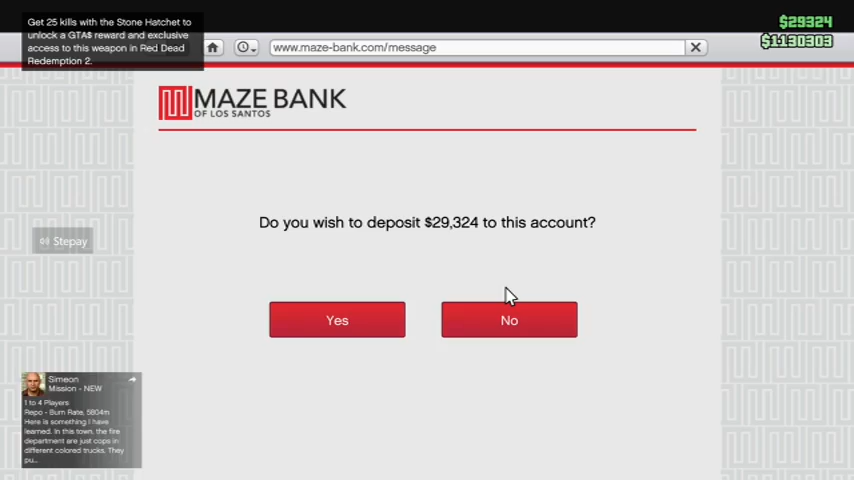 Get 25 kills with the Stone Hatchet to
unlock a GTA$ reward and exclusive
access to this weapon in Red Dead
Redemption 2.
www.maze-bank.com/message
$29324
$1130303
MAZE BANK
OF LOS SANTOS
Do you wish to deposit $29,324 to this account?
Stepay
Yes
No
Simeon
Mission - NEW
1 to 4 Players
Repo - Burn Rate, 5804m
Here is something I have
learned. In this town, the fire
department are just cops in
different colored trucks. They
pu...